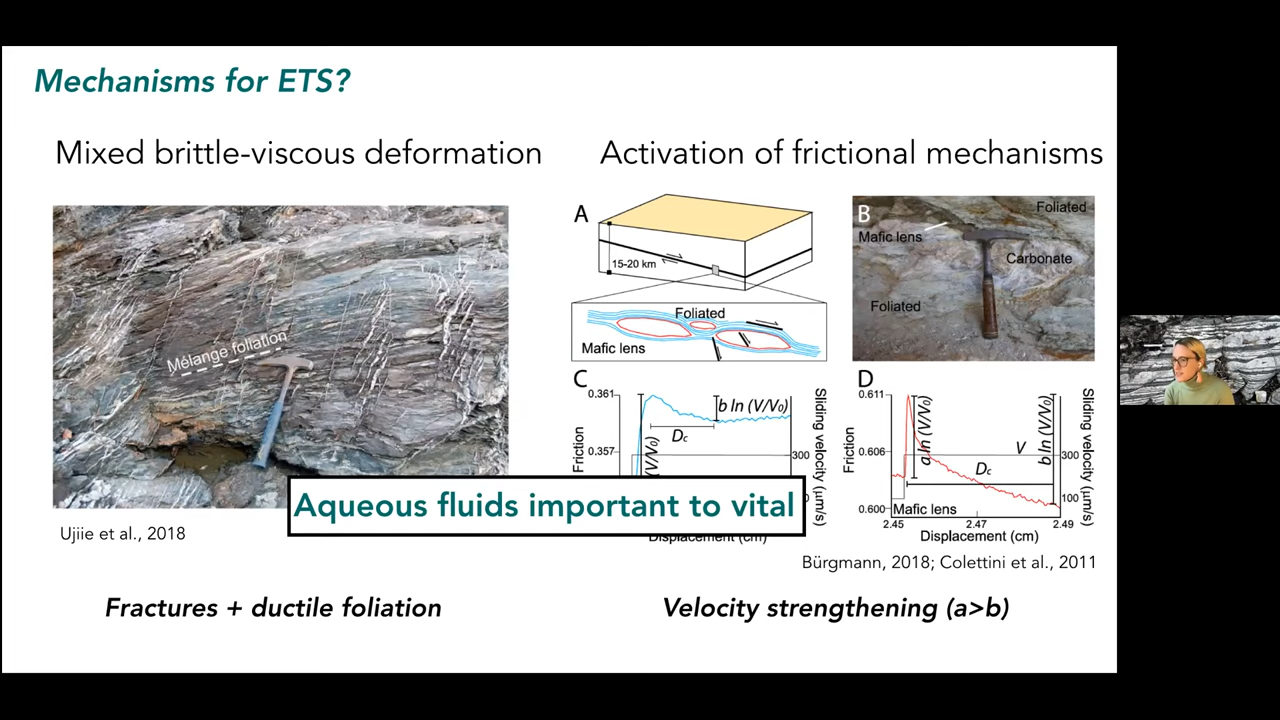 Mechanisms for ETS?
Mixed brittle-viscous deformation
Activation of frictional mechanisms
Mélange foliation
Ujiie et al., 2018
A
15-20 km
Foliated
Mafic lens
B
Foliated
Mafic lens
Carbonate
Foliated
C
0.361
0.357
Friction
b ln (V/V₀)
Dc
(V/V₀)
300
Sliding velocity (μm/s)
Displacement (cm)
D
0.611
0.606
0.600
Friction
a ln (V/V₀)
V
Dc
b ln (V/V₀)
300
100
Sliding velocity (μm/s)
Mafic lens
2.45
2.47
2.49
Displacement (cm)
Aqueous fluids important to vital
Bürgmann, 2018; Colettini et al., 2011
Fractures + ductile foliation
Velocity strengthening (a>b)